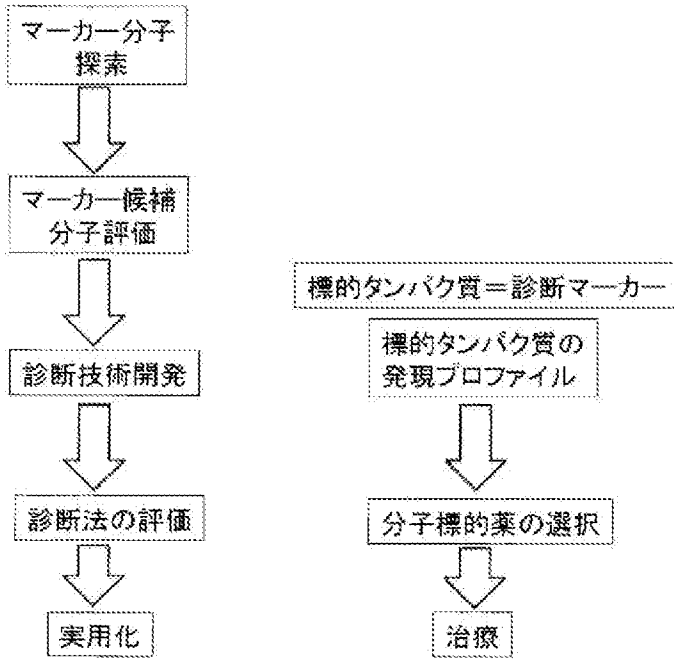 マーカー分子
探素
マーカー候補
分子評価
診断技術開発
診断法の評価
実用化
標的タンパク質＝診断マーカー
標的タンパク質の
発現プロファイル
分子標的薬の選択
治療